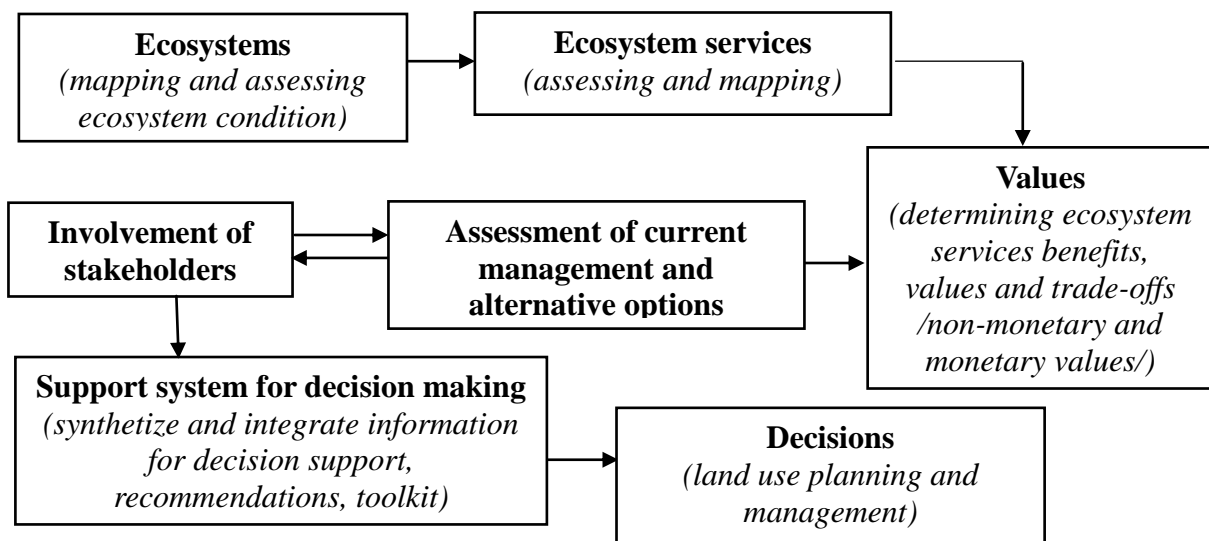 Ecosystems
(mapping and assessing
ecosystem condition)
Ecosystem services
(assessing and mapping)
Values
(determining ecosystem
services benefits,
values and trade-offs
/non-monetary and
monetary values/)
Involvement of
stakeholders
Assessment of current
management and
alternative options
Support system for decision making
(synthetize and integrate information
for decision support,
recommendations, toolkit)
Decisions
(land use planning and
management)